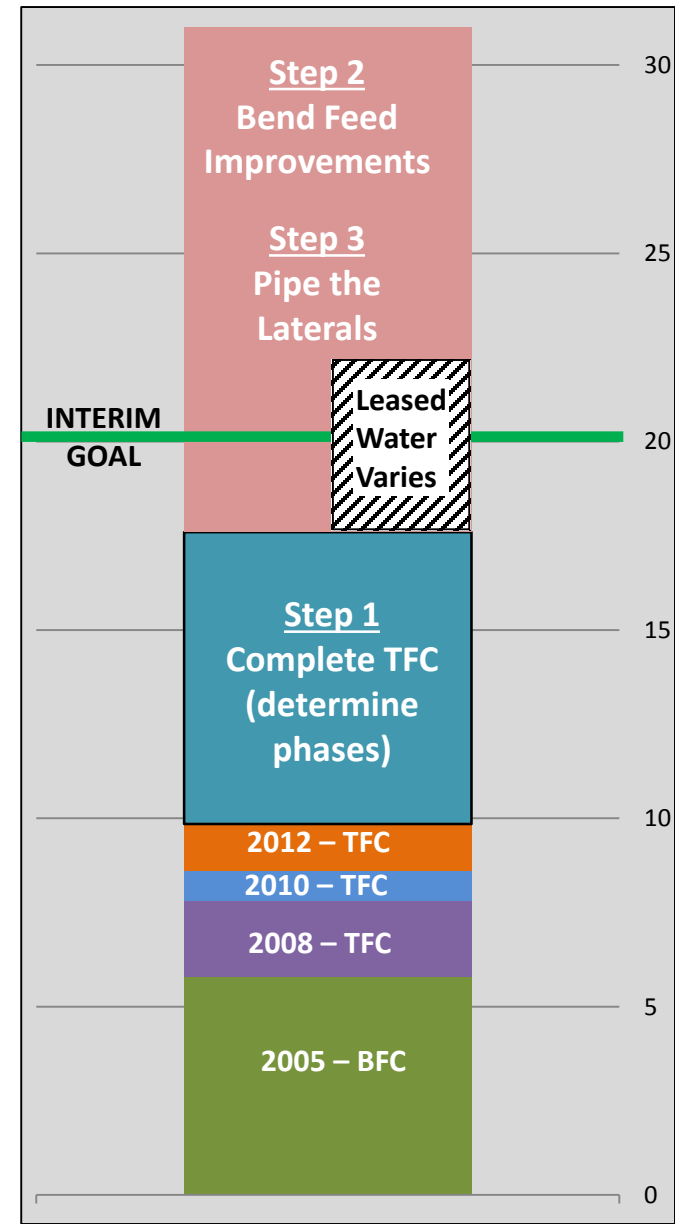 Step 2
Bend Feed
Improvements
Step 3
Pipe the
Laterals
Leased
Water
Varies
INTERIM
GOAL
Step 1
Complete TFC
(determine
phases)
2012 – TFC
2010 – TFC
2008 – TFC
2005 – BFC
30
25
20
15
10
5
0